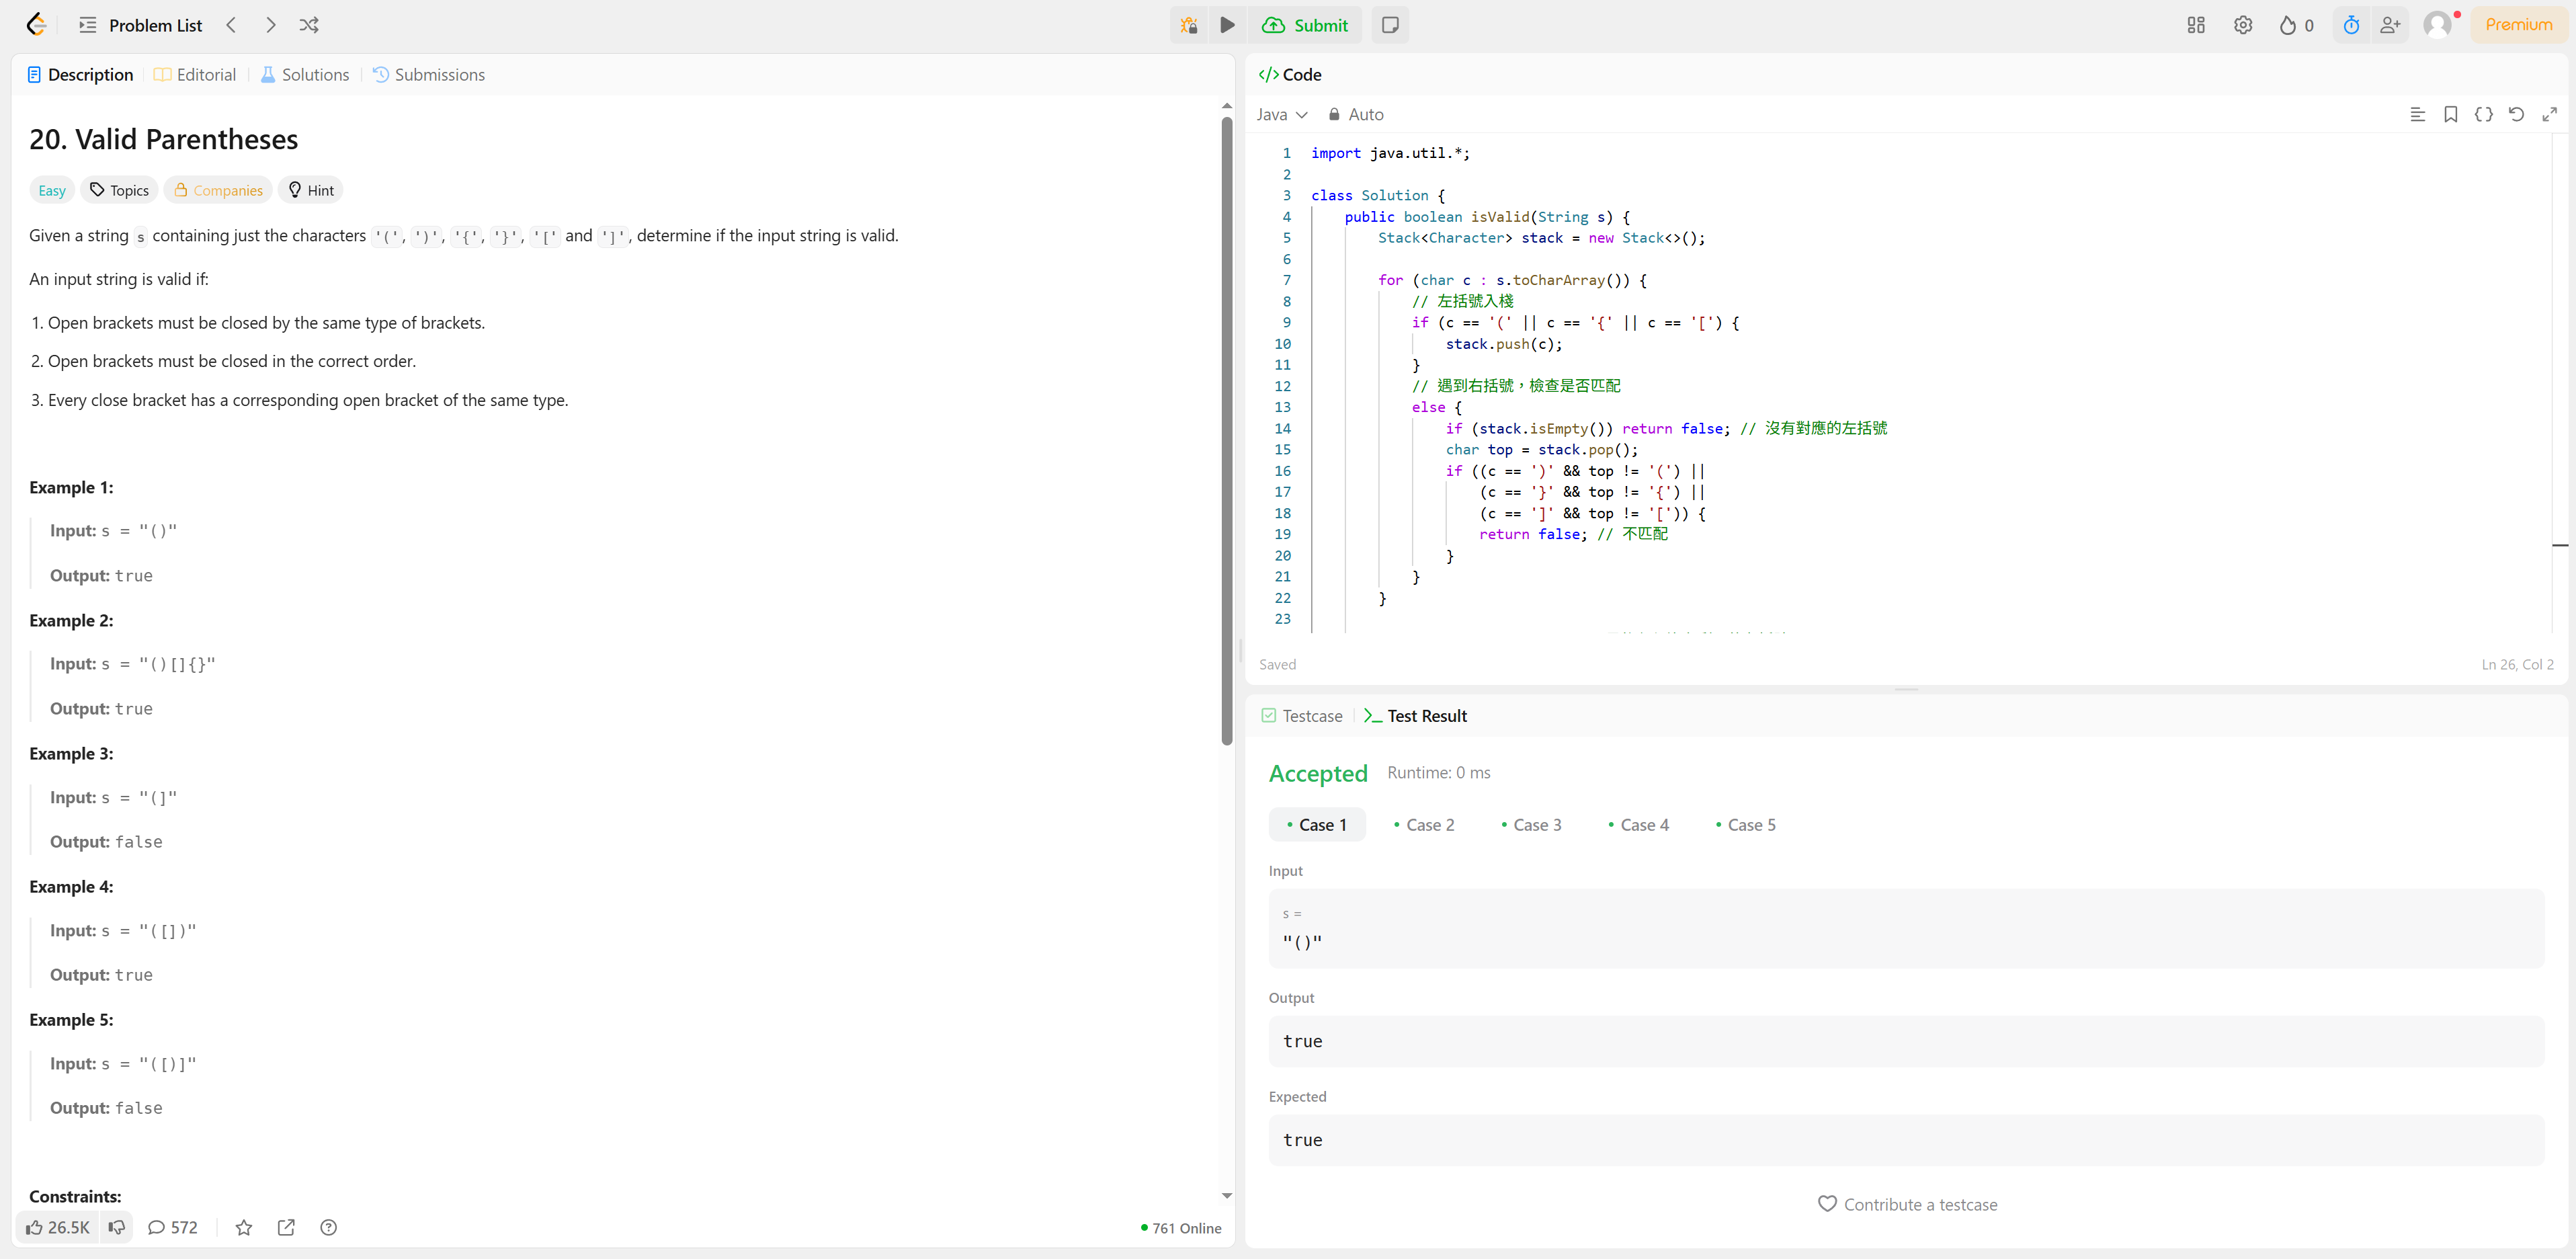 Problem List
Submit
0
Premium
Description
Editorial
Solutions
Submissions
20. Valid Parentheses
Easy
Topics
Companies
Hint
Given a string s containing just the characters '(', ')', '{', '}', '[' and ']', determine if the input string is valid.
An input string is valid if:
1. Open brackets must be closed by the same type of brackets.
2. Open brackets must be closed in the correct order.
3. Every close bracket has a corresponding open bracket of the same type.
Example 1:
Input: s = "()"
Output: true
Example 2:
Input: s = "()[]{}"
Output: true
Example 3:
Input: s = "(]"
Output: false
Example 4:
Input: s = "([])"
Output: true
Example 5:
Input: s = "([)]"
Output: false
Constraints:
26.5K
572
761 Online
</> Code
Java
Auto
1 import java.util.*;
2
3 class Solution {
4 public boolean isValid(String s) {
5 Stack<Character> stack = new Stack<>();
6
7 for (char c : s.toCharArray()) {
8 // 左括號入棧
9 if (c == '(' || c == '{' || c == '[') {
10 stack.push(c);
11 }
12 // 遇到右括號，檢查是否匹配
13 else {
14 if (stack.isEmpty()) return false; // 沒有對應的左括號
15 char top = stack.pop();
16 if ((c == ')' && top != '(') ||
17 (c == '}' && top != '{') ||
18 (c == ']' && top != '[')) {
19 return false; // 不匹配
20 }
21 }
22 }
23
Saved
Ln 26, Col 2
Testcase
Test Result
Accepted
Runtime: 0 ms
Case 1
Case 2
Case 3
Case 4
Case 5
Input
s =
"()"
Output
true
Expected
true
Contribute a testcase